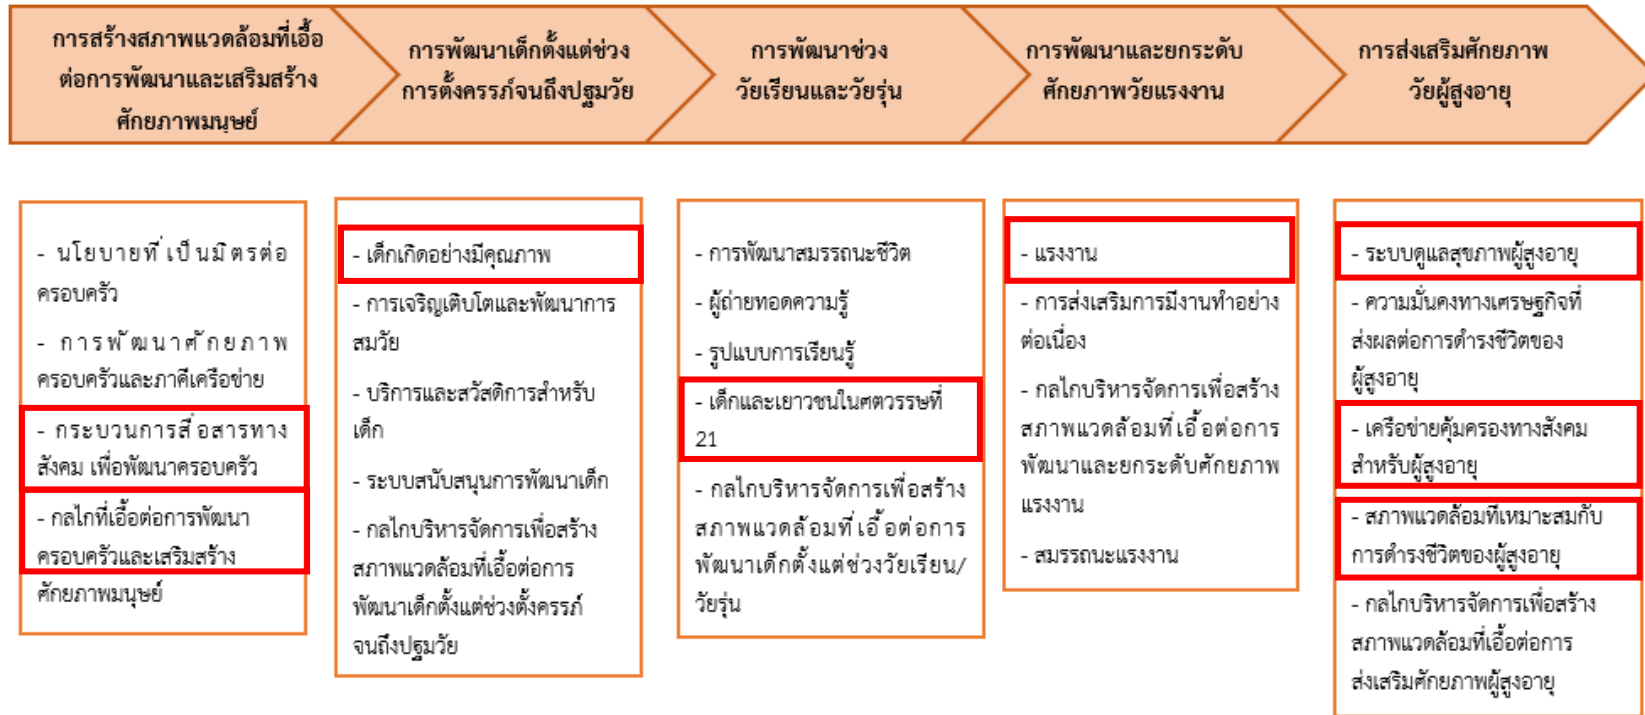 การสร้างสภาพแวดล้อมที่เอื้อ
ต่อการพัฒนาและเสริมสร้าง
ศักยภาพมนุษย์
การพัฒนาเด็กตั้งแต่ช่วง
การตั้งครรภ์จนถึงปฐมวัย
การพัฒนาช่วง
วัยเรียนและวัยรุ่น
การพัฒนาและยกระดับ
ศักยภาพวัยแรงงาน
การส่งเสริมศักยภาพ
วัยผู้สูงอายุ
- นโยบายที่เป็นมิตรต่อ
ครอบครัว
- การพัฒนาศักยภาพ
ครอบครัวและภาคีเครือข่าย
- กระบวนการสื่อสารทาง
สังคม เพื่อพัฒนาครอบครัว
- กลไกที่เอื้อต่อการพัฒนา
ครอบครัวและเสริมสร้าง
ศักยภาพมนุษย์
- เด็กเกิดอย่างมีคุณภาพ
- การเจริญเติบโตและพัฒนาการ
สมวัย
- บริการและสวัสดิการสำหรับ
เด็ก
- ระบบสนับสนุนการพัฒนาเด็ก
- กลไกบริหารจัดการเพื่อสร้าง
สภาพแวดล้อมที่เอื้อต่อการ
พัฒนาเด็กตั้งแต่ช่วงตั้งครรภ์
จนถึงปฐมวัย
- การพัฒนาสมรรถนะชีวิต
- ผู้ถ่ายทอดความรู้
- รูปแบบการเรียนรู้
- เด็กและเยาวชนในศตวรรษที่
21
- กลไกบริหารจัดการเพื่อสร้าง
สภาพแวดล้อมที่เอื้อต่อการ
พัฒนาเด็กตั้งแต่ช่วงวัยเรียน/
วัยรุ่น
- แรงงาน
- การส่งเสริมการมีงานทำอย่าง
ต่อเนื่อง
- กลไกบริหารจัดการเพื่อสร้าง
สภาพแวดล้อมที่เอื้อต่อการ
พัฒนาและยกระดับศักยภาพ
แรงงาน
- สมรรถนะแรงงาน
- ระบบดูแลสุขภาพผู้สูงอายุ
- ความมั่นคงทางเศรษฐกิจที่
ส่งผลต่อการดำรงชีวิตของ
ผู้สูงอายุ
- เครือข่ายคุ้มครองทางสังคม
สำหรับผู้สูงอายุ
- สภาพแวดล้อมที่เหมาะสมกับ
การดำรงชีวิตของผู้สูงอายุ
- กลไกบริหารจัดการเพื่อสร้าง
สภาพแวดล้อมที่เอื้อต่อการ
ส่งเสริมศักยภาพผู้สูงอายุ